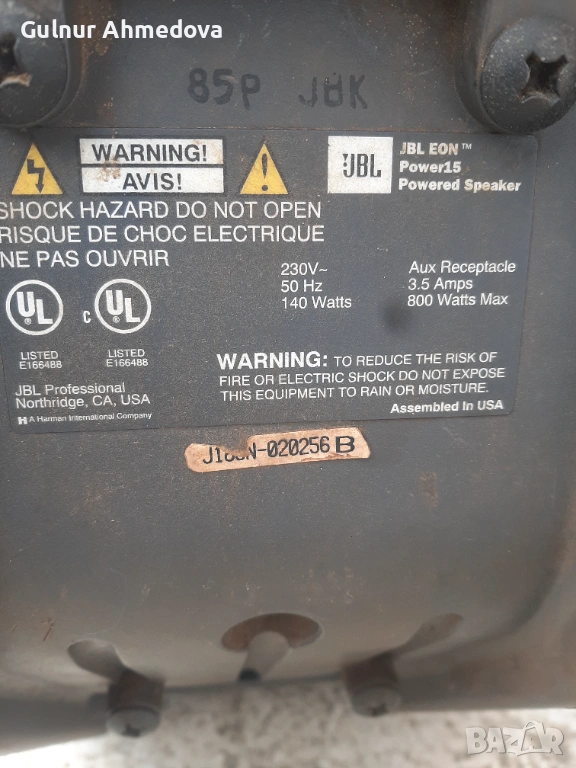 Gulnur Ahmedova
85P JBK
WARNING!
AVIS!
UBL
JBL EON™
Power15
Powered Speaker
SHOCK HAZARD DO NOT OPEN
RISQUE DE CHOC ELECTRIQUE
NE PAS OUVRIR
230V~
50 Hz
140 Watts
Aux Receptacle
3.5 Amps
800 Watts Max
UL
c UL
LISTED
E166488
LISTED
E166488
JBL Professional
Northridge, CA, USA
H A Harman International Company
WARNING: TO REDUCE THE RISK OF
FIRE OR ELECTRIC SHOCK DO NOT EXPOSE
THIS EQUIPMENT TO RAIN OR MOISTURE.
Assembled In USA
-020256 B
BAZAR